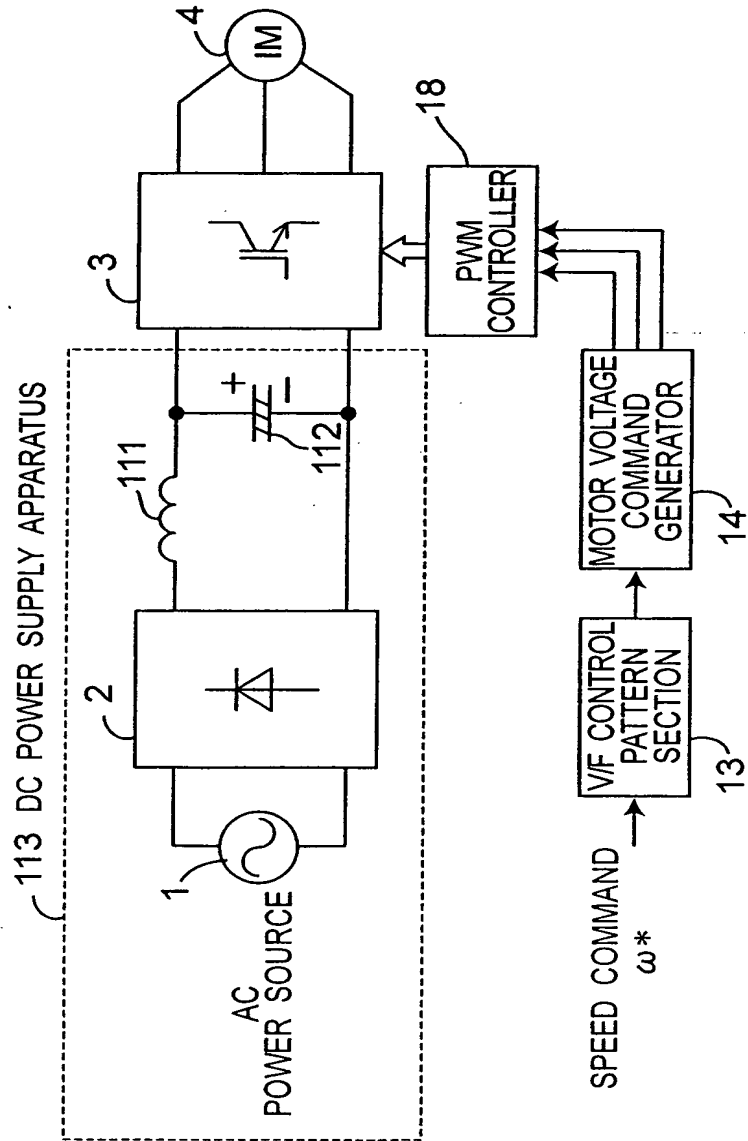 113 DC POWER SUPPLY APPARATUS
1
AC
POWER SOURCE
2
111
+
−
112
3
4
IM
18
PWM
CONTROLLER
SPEED COMMAND
ω*
V/F CONTROL
PATTERN
SECTION
13
MOTOR VOLTAGE
COMMAND
GENERATOR
14